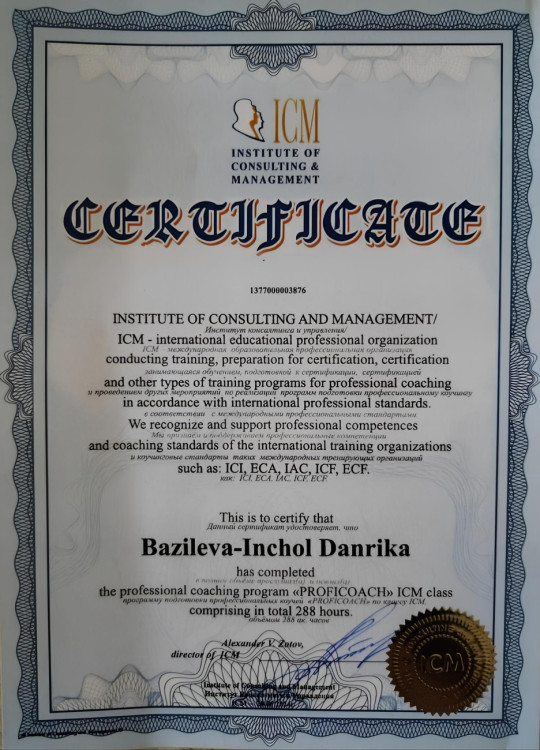 ICM
INSTITUTE OF
CONSULTING &
MANAGEMENT
CERTIFICATE
1377000003876
INSTITUTE OF CONSULTING AND MANAGEMENT/
Институт консалтинга и управления/
ICM - international educational professional organization
ICM международная образовательная профессиональная организация
conducting training, preparation for certification, certification
занимающаяся обучением, подготовкой к сертификации, сертификацией
and other types of training programs for professional coaching
и проведением других мероприятий по реализации программ подготовки профессиональному коучингу
in accordance with international professional standards.
в соответствии с международными профессиональными стандартами
We recognize and support professional competences
Мы признаем и поддерживаем профессиональные компетенции
and coaching standards of the international training organizations
и коучинговые стандарты таких международных тренирующих организаций
such as: ICI, ECA, IAC, ICF, ECF.
как: ICI, ECA, IAC, ICF, ECF
This is to certify that
Данный сертификат удостоверяет, что
Bazileva-Inchol Danrika
has completed
в полном объёме
the professional coaching program «PROFICOACH» ICM class
программу подготовки профессиональных «PROFICOACH» по классу ICM
comprising in total 288 hours.
объёмом 288 ак. часов
Alexander V. Zutov,
director of ICM
ICM
Institute of Consulting and Management
Институт Консалтинга и Управления